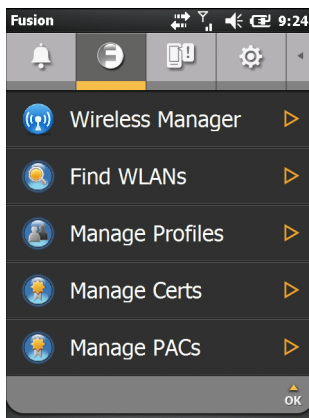 Fusion 9:24
Wireless Manager
Find WLANs
Manage Profiles
Manage Certs
Manage PACs
OK